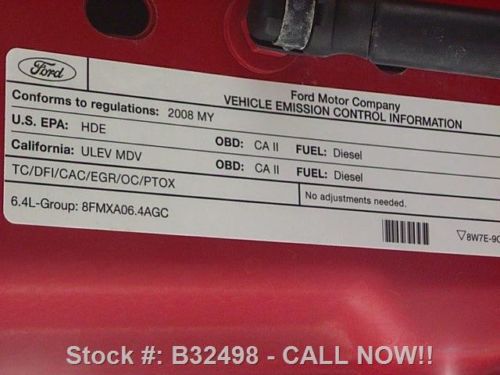 Ford
Ford Motor Company
VEHICLE EMISSION CONTROL INFORMATION
Conforms to regulations: 2008 MY
U.S. EPA: HDE OBD: CA II FUEL: Diesel
California: ULEV MDV OBD: CA II FUEL: Diesel
TC/DFI/CAC/EGR/OC/PTOX No adjustments needed.
6.4L-Group: 8FMXA06.4AGC
▽8W7E-9C
Stock #: B32498 - CALL NOW!!